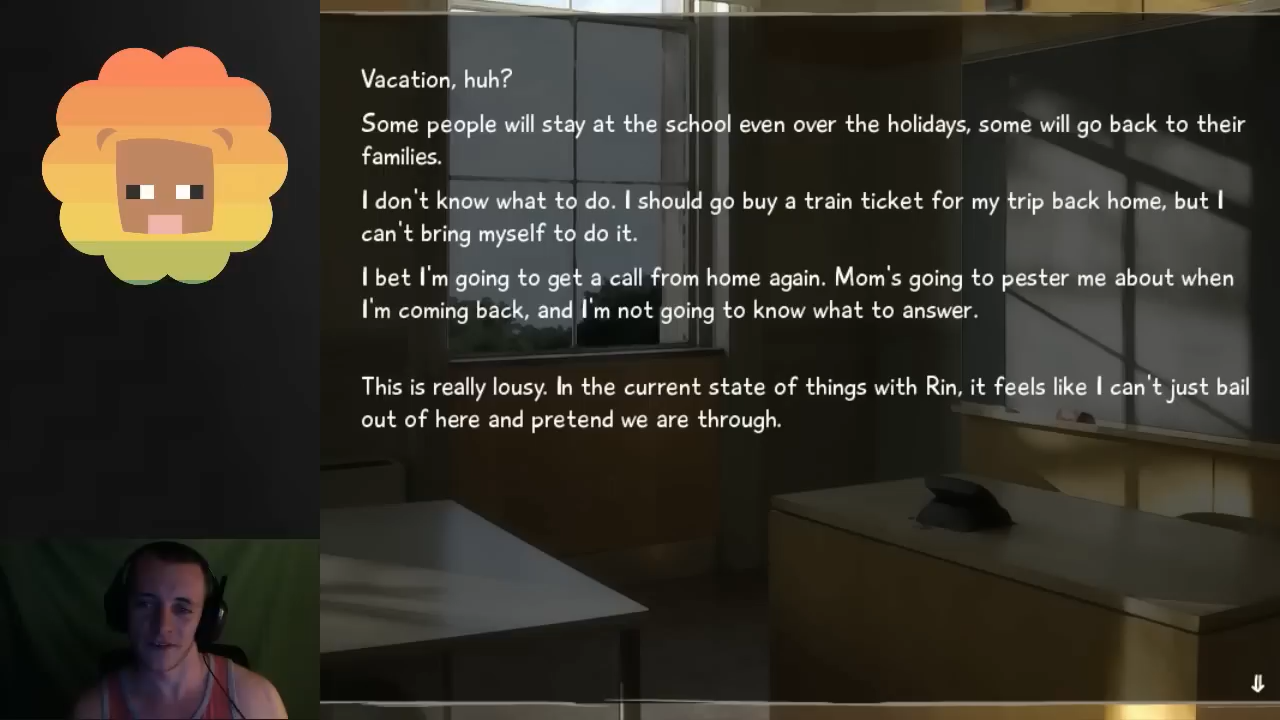 Vacation, huh?
Some people will stay at the school even over the holidays, some will go back to their
families.
I don't know what to do. I should go buy a train ticket for my trip back home, but I
can't bring myself to do it.
I bet I'm going to get a call from home again. Mom's going to pester me about when
I'm coming back, and I'm not going to know what to answer.
This is really lousy. In the current state of things with Rin, it feels like I can't just bail
out of here and pretend we are through.